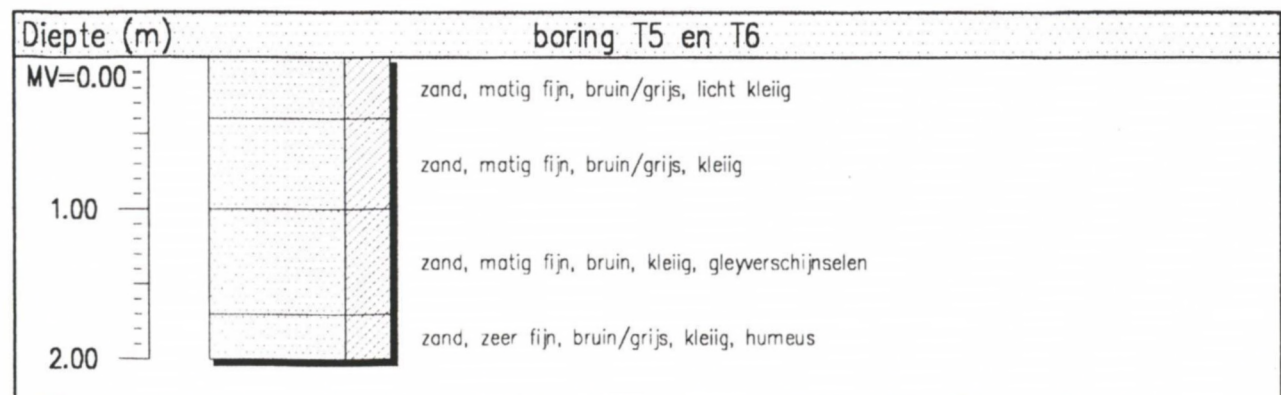 Diepte (m) boring T5 en T6
MV=0.00
zand, matig fijn, bruin/grijs, licht kleiig
zand, matig fijn, bruin/grijs, kleiig
1.00
zand, matig fijn, bruin, kleiig, gleyverschijnselen
zand, zeer fijn, bruin/grijs, kleiig, humeus
2.00